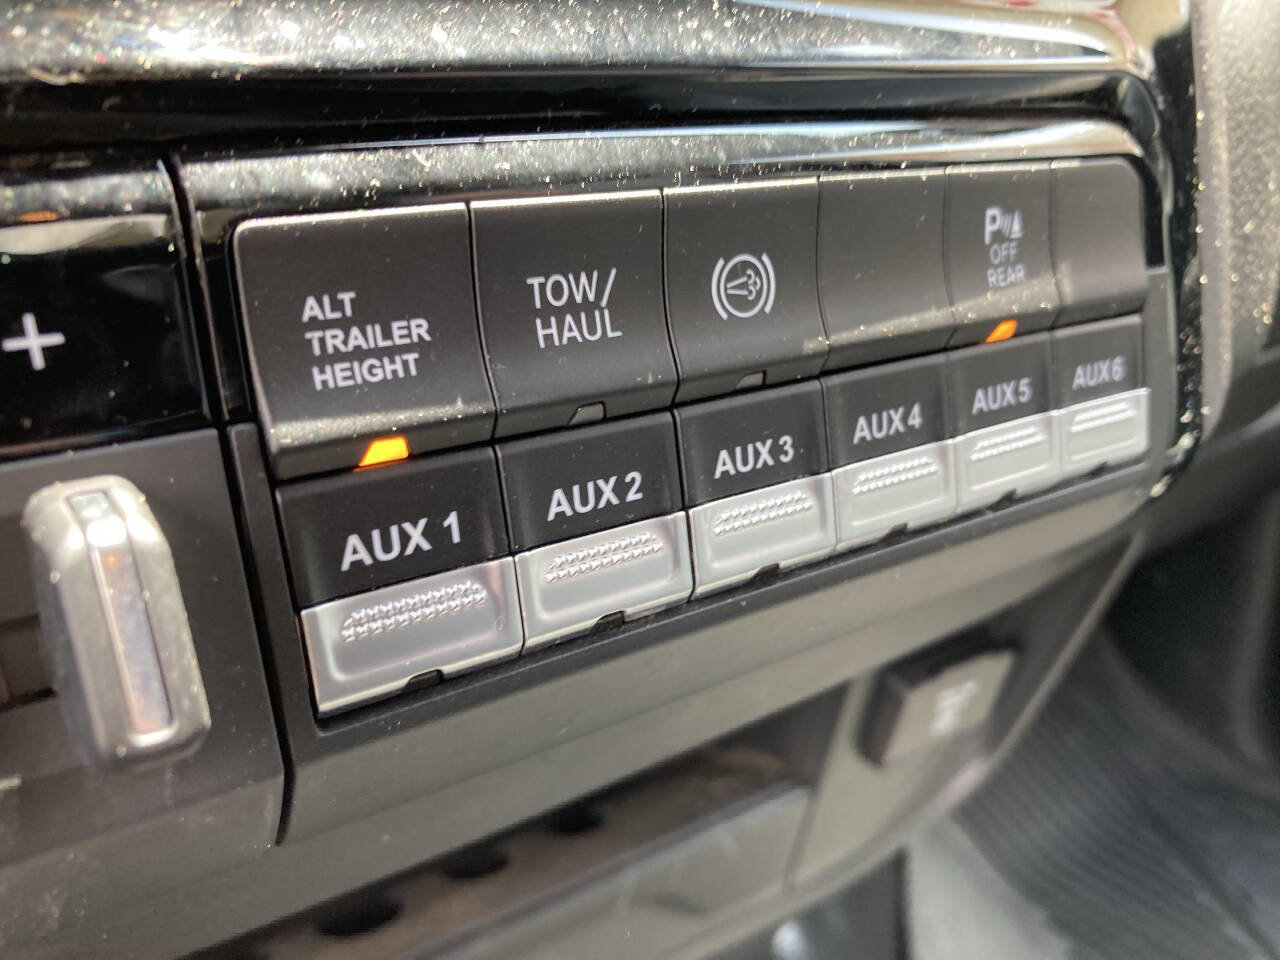 +
ALT
TRAILER
HEIGHT
TOW/
HAUL
P
OFF
REAR
AUX 1
AUX 2
AUX 3
AUX 4
AUX 5
AUX 6